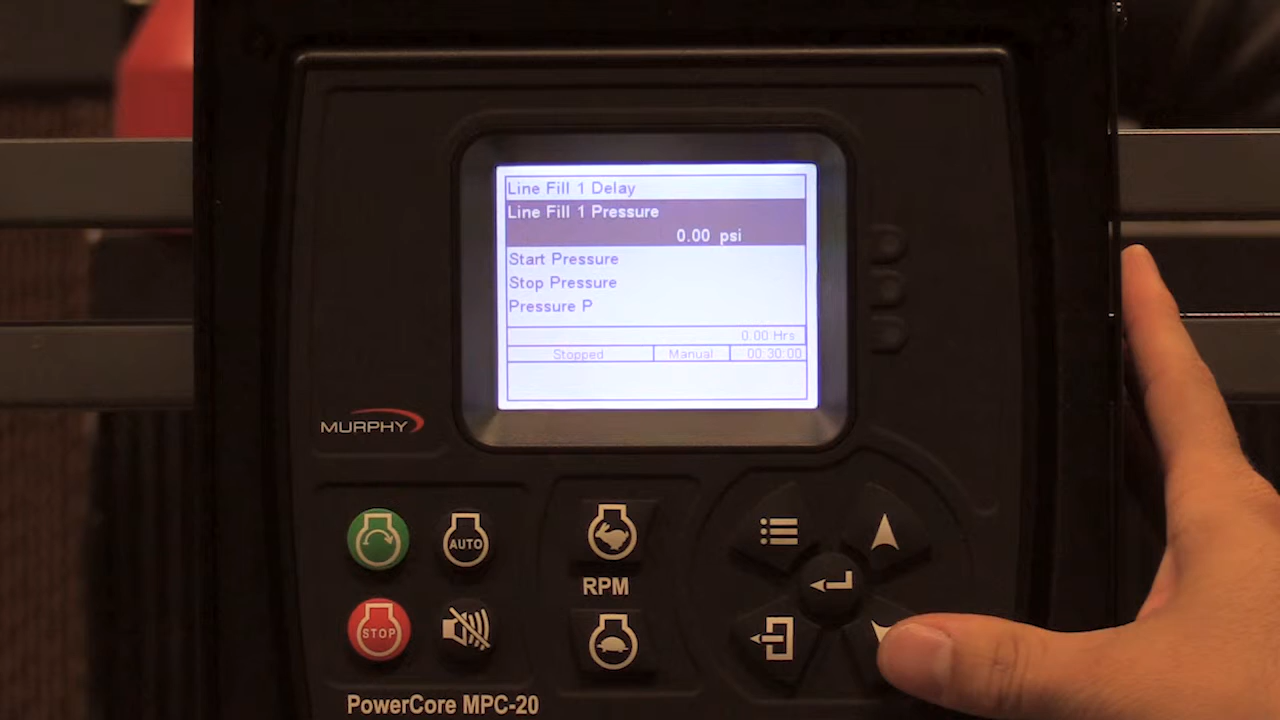 Line Fill 1 Delay
Line Fill 1 Pressure
0.00 psi
Start Pressure
Stop Pressure
Pressure P
0.00 Hrs
Stopped Manual 00:30:00
MURPHY
AUTO
RPM
STOP
PowerCore MPC-20